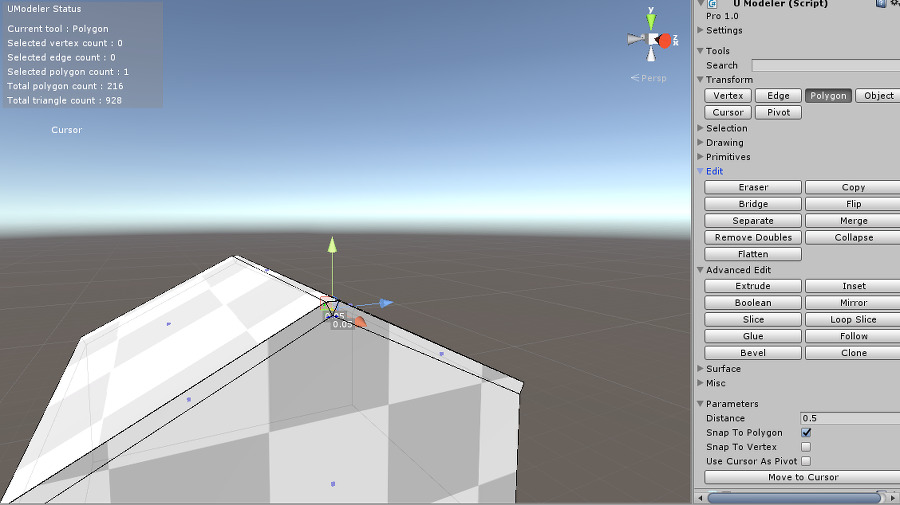 UModeler Status
Current tool : Polygon
Selected vertex count : 0
Selected edge count : 0
Selected polygon count : 1
Total polygon count : 216
Total triangle count : 928
Cursor
y
z
x
Persp
0.05
0.05
U Modeler (Script)
Pro 1.0
Settings
Tools
Search
Transform
Vertex Edge Polygon Object
Cursor Pivot
Selection
Drawing
Primitives
Edit
Eraser Copy
Bridge Flip
Separate Merge
Remove Doubles Collapse
Flatten
Advanced Edit
Extrude Inset
Boolean Mirror
Slice Loop Slice
Glue Follow
Bevel Clone
Surface
Misc
Parameters
Distance 0.5
Snap To Polygon
Snap To Vertex
Use Cursor As Pivot
Move to Cursor